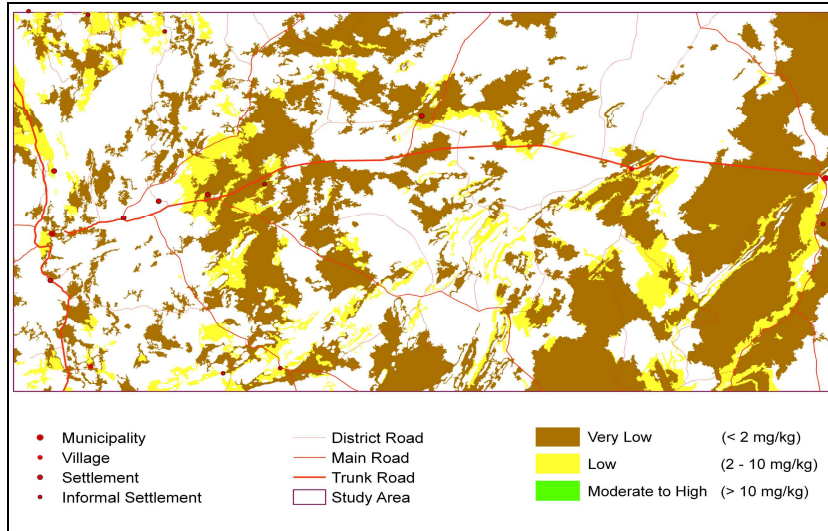 Municipality
Village
Settlement
Informal Settlement
District Road
Main Road
Trunk Road
Study Area
Very Low (< 2 mg/kg)
Low (2 - 10 mg/kg)
Moderate to High (> 10 mg/kg)